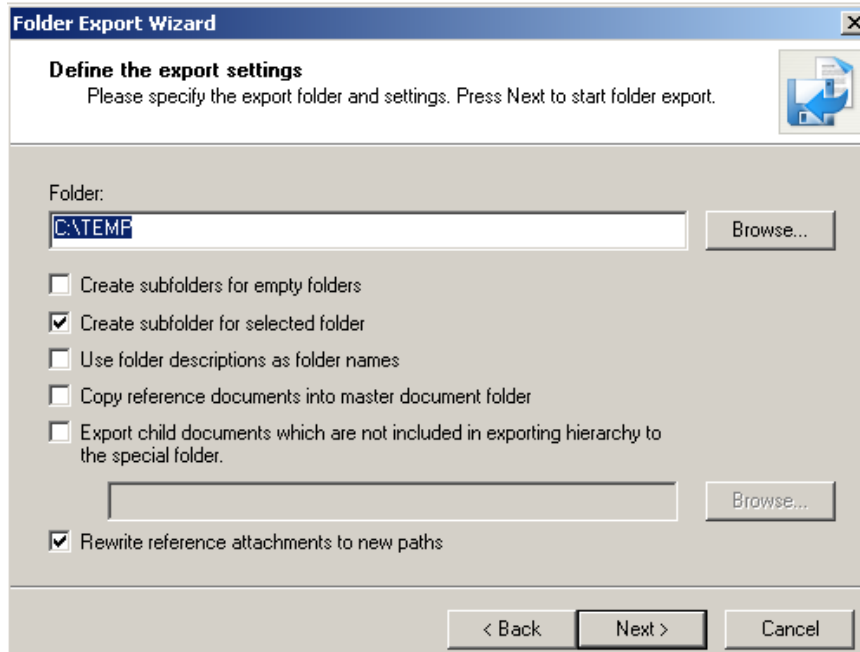 Folder Export Wizard
Define the export settings
Please specify the export folder and settings. Press Next to start folder export.
Folder:
C:\TEMP
Browse...
Create subfolders for empty folders
Create subfolder for selected folder
Use folder descriptions as folder names
Copy reference documents into master document folder
Export child documents which are not included in exporting hierarchy to
the special folder.
Browse...
Rewrite reference attachments to new paths
< Back
Next >
Cancel